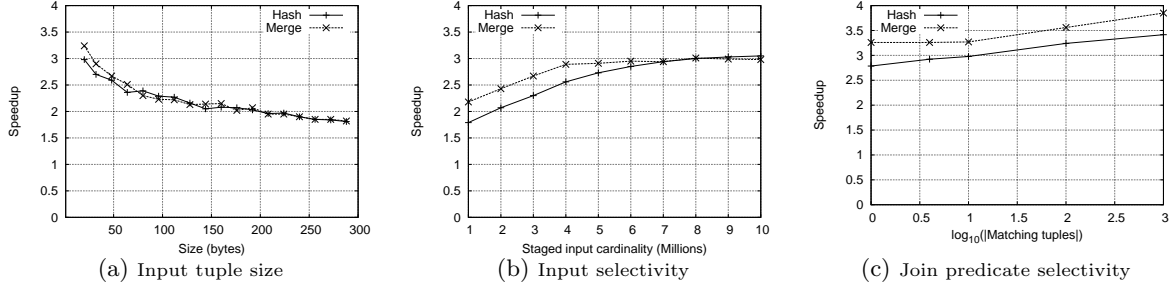 4
3.5
3
2.5
2
1.5
1
0.5
0
Speedup
Hash
Merge
50 100 150 200 250 300
Size (bytes)
(a) Input tuple size
4
3.5
3
2.5
2
1.5
1
0.5
0
Speedup
Hash
Merge
1 2 3 4 5 6 7 8 9 10
Staged input cardinality (Millions)
(b) Input selectivity
4
3.5
3
2.5
2
1.5
1
0.5
0
Speedup
Hash
Merge
0 0.5 1 1.5 2 2.5 3
log10(|Matching tuples|)
(c) Join predicate selectivity